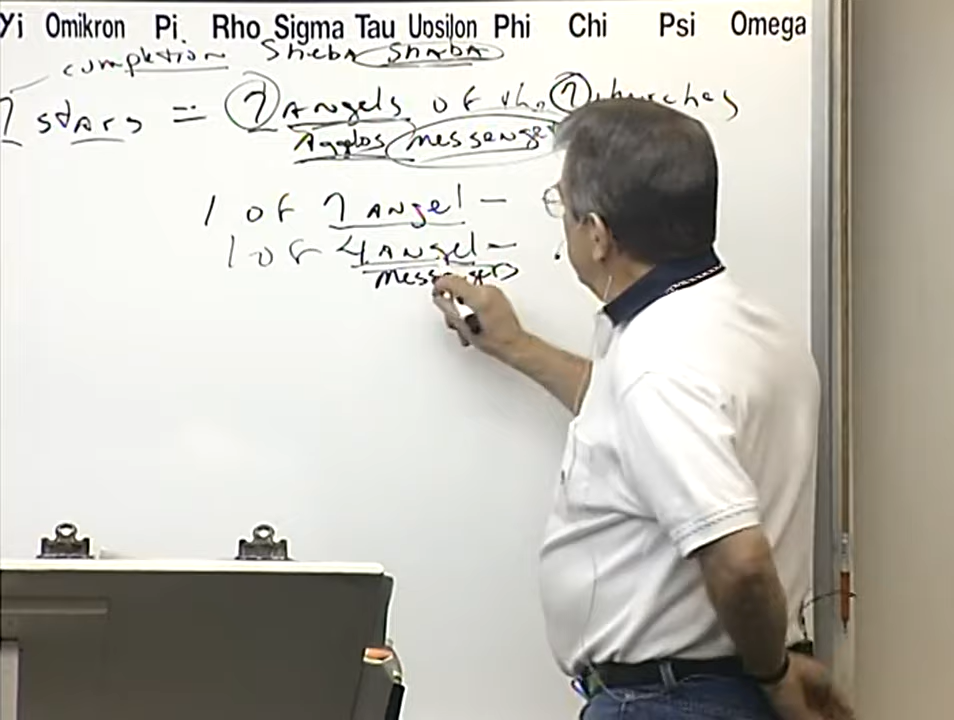 Yi Omikron Pi Rho Sigma Tau Uosilon Phi Chi Psi Omega
completion Sheba Shaba
7 stars = 7 Angels of the 7 churches
Aggelos messenger
1 of 7 Angel -
1 of 4 Angel -
messengers